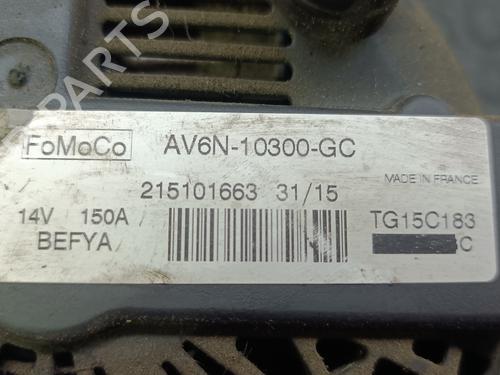 FoMoCo AV6N-10300-GC
215101663 31/15 MADE IN FRANCE
14V 150A TG15C183
BEFYA C
B-PARTS